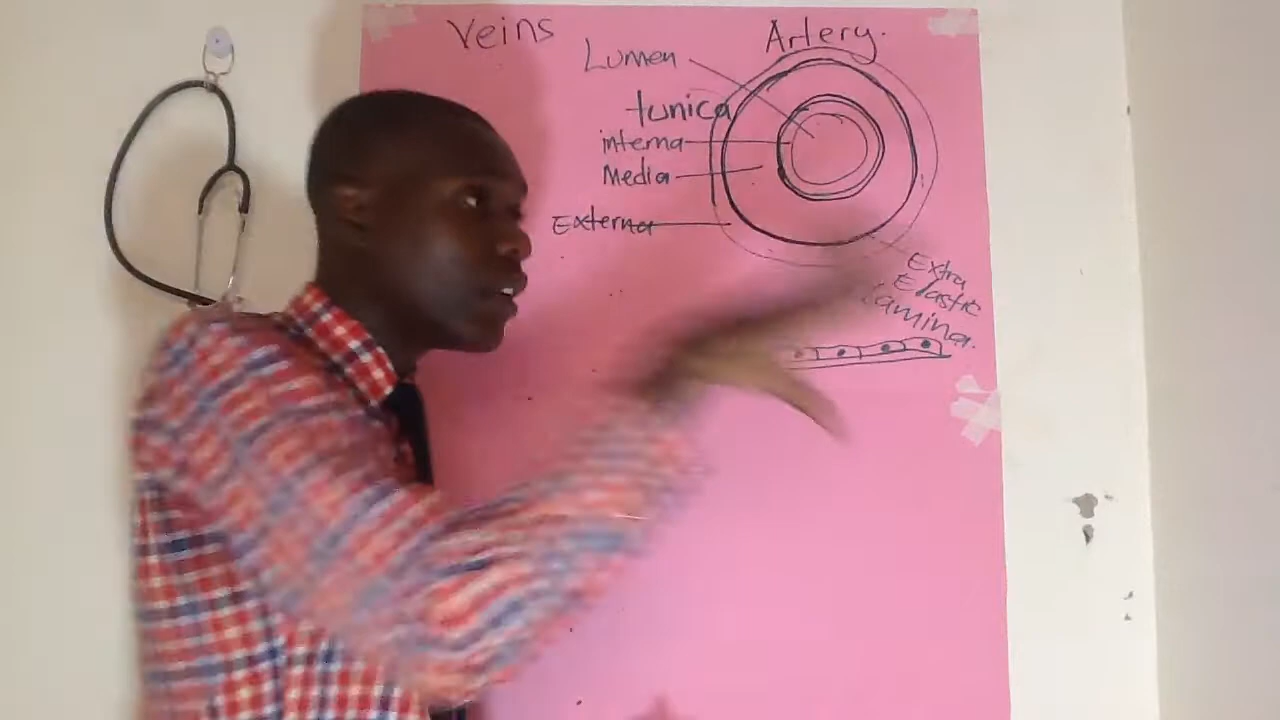 Veins
Artery.
Lumen
tunica
interna
Media
Externa
Extra
Elastic
Lamina.